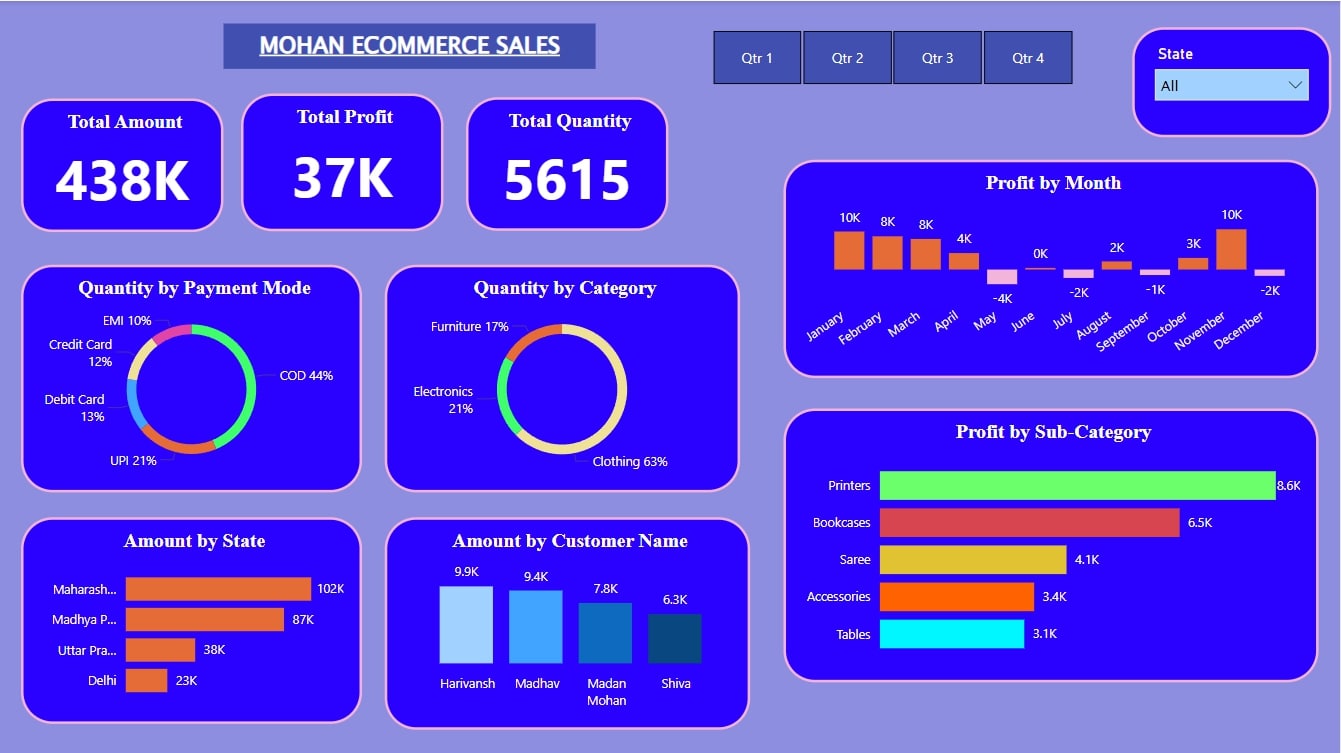 MOHAN ECOMMERCE SALES
Qtr 1
Qtr 2
Qtr 3
Qtr 4
State
All
Total Amount
438K
Total Profit
37K
Total Quantity
5615
Profit by Month
10K
8K
8K
4K
-4K
0K
-2K
2K
-1K
3K
10K
-2K
January
February
March
April
May
June
July
August
September
October
November
December
Quantity by Payment Mode
EMI 10%
Credit Card
12%
Debit Card
13%
UPI 21%
COD 44%
Quantity by Category
Furniture 17%
Electronics
21%
Clothing 63%
Profit by Sub-Category
Printers 8.6K
Bookcases 6.5K
Saree 4.1K
Accessories 3.4K
Tables 3.1K
Amount by State
Maharash... 102K
Madhya P... 87K
Uttar Pra... 38K
Delhi 23K
Amount by Customer Name
9.9K
9.4K
7.8K
6.3K
Harivansh
Madhav
Madan
Mohan
Shiva